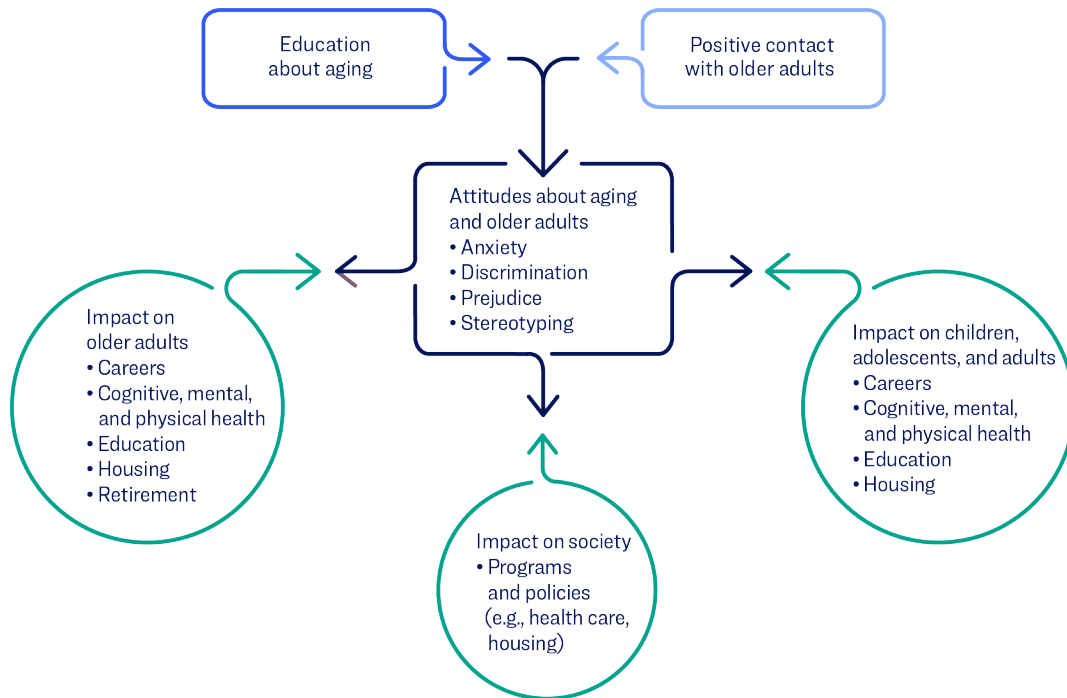 Education
about aging
Positive contact
with older adults
Attitudes about aging
and older adults
• Anxiety
• Discrimination
• Prejudice
• Stereotyping
Impact on
older adults
• Careers
• Cognitive, mental,
and physical health
• Education
• Housing
• Retirement
Impact on children,
adolescents, and adults
• Careers
• Cognitive, mental,
and physical health
• Education
• Housing
Impact on society
• Programs
and policies
(e.g., health care,
housing)